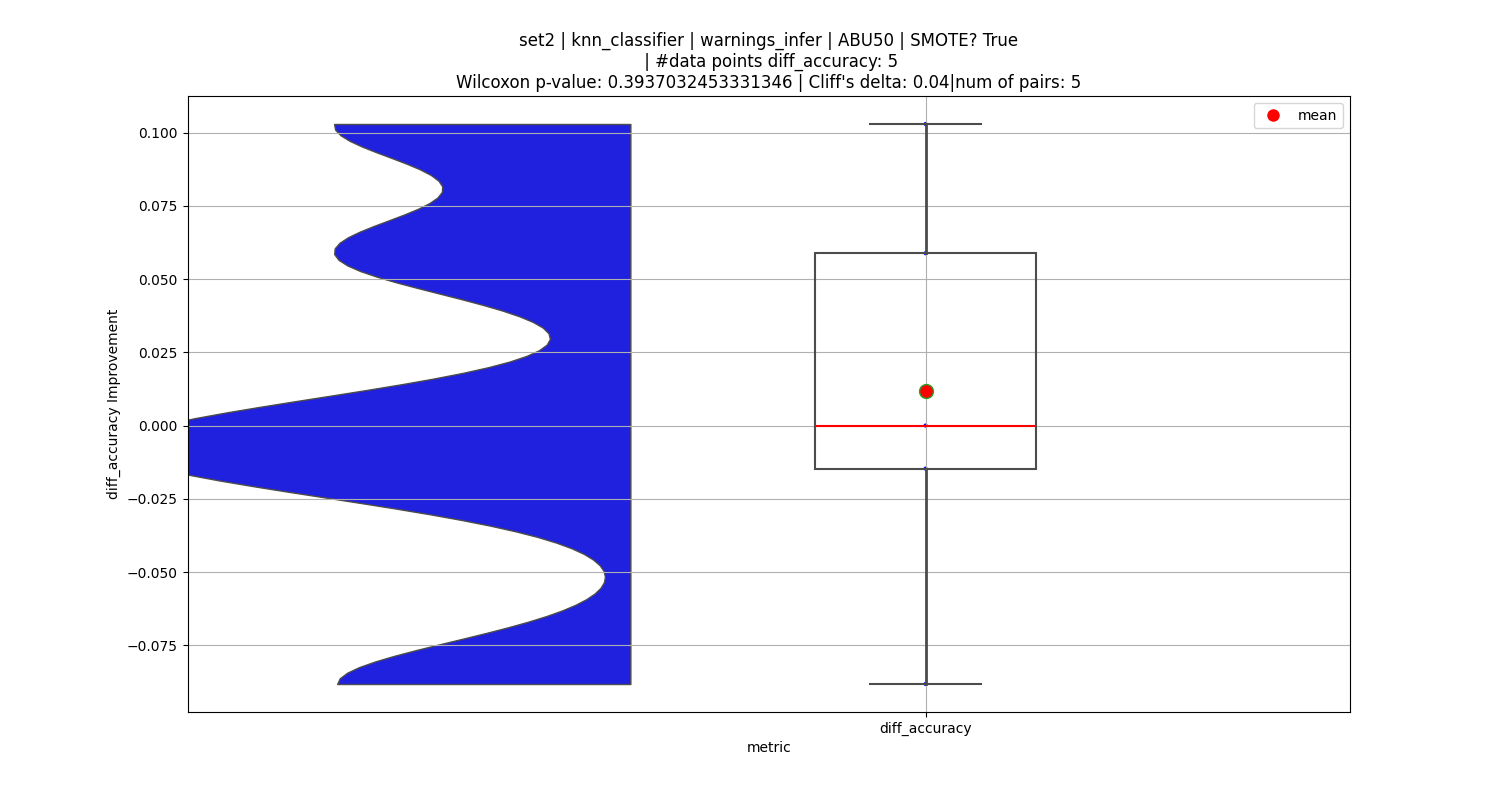 set2 | knn_classifier | warnings_infer | ABU50 | SMOTE? True
| #data points diff_accuracy: 5
Wilcoxon p-value: 0.3937032453331346 | Cliff's delta: 0.04|num of pairs: 5
mean
0.100
0.075
0.050
0.025
0.000
−0.025
−0.050
−0.075
diff_accuracy Improvement
diff_accuracy
metric